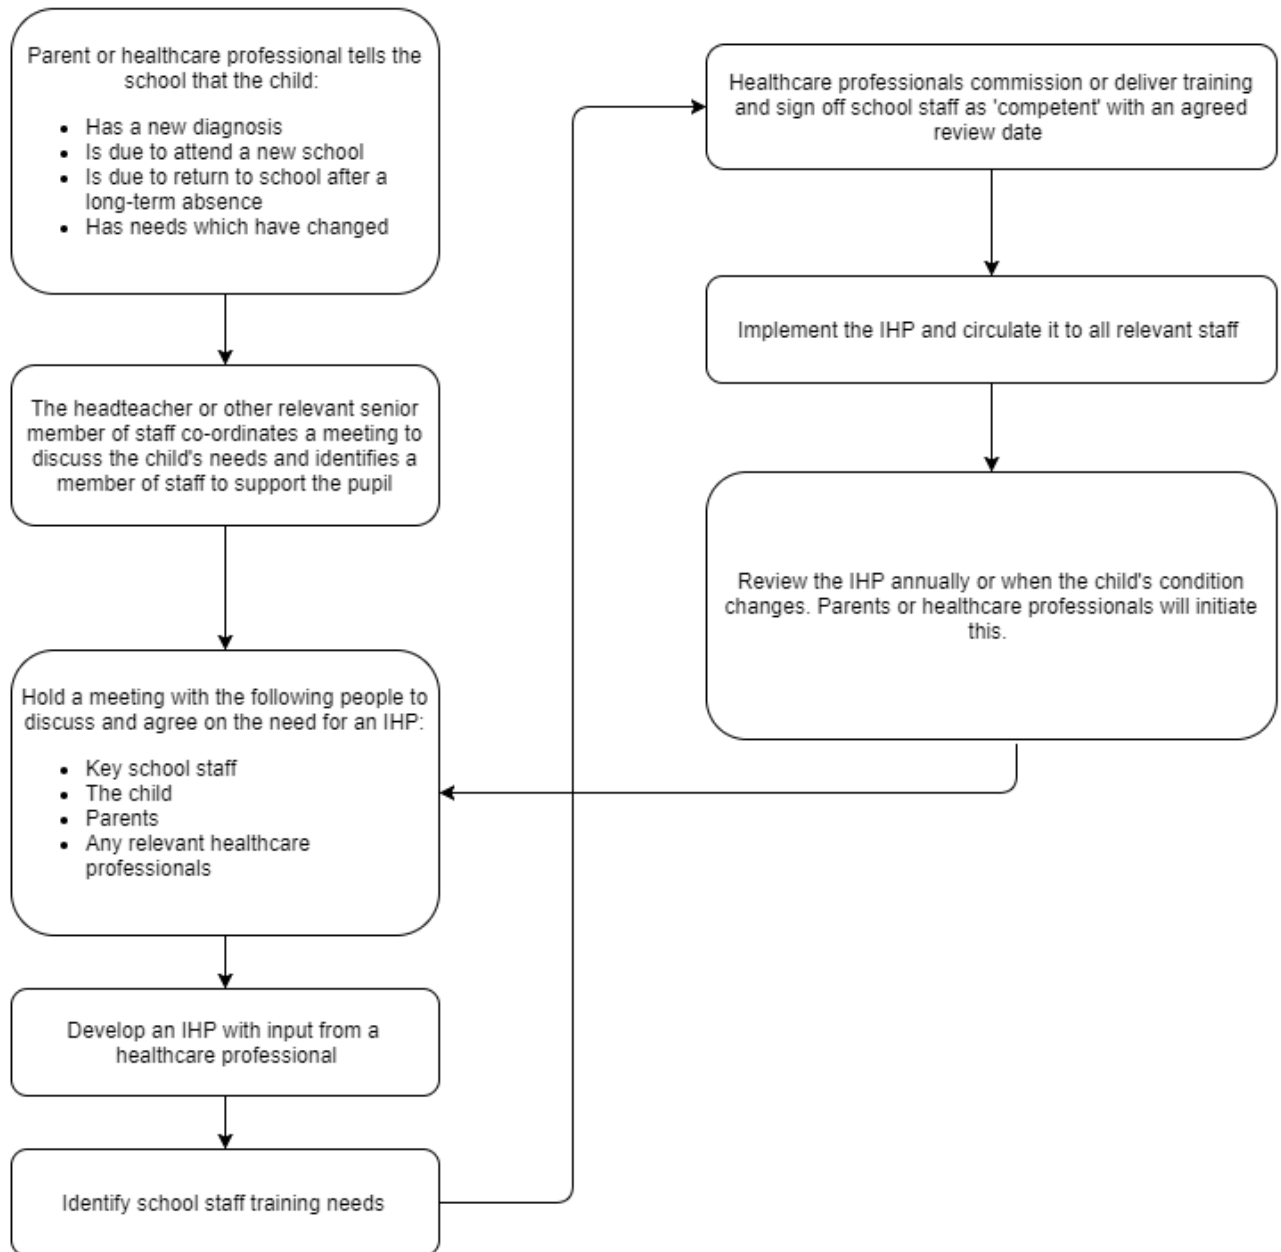 Parent or healthcare professional tells the
school that the child:
• Has a new diagnosis
• Is due to attend a new school
• Is due to return to school after a
long-term absence
• Has needs which have changed
The headteacher or other relevant senior
member of staff co-ordinates a meeting to
discuss the child's needs and identifies a
member of staff to support the pupil
Hold a meeting with the following people to
discuss and agree on the need for an IHP:
• Key school staff
• The child
• Parents
• Any relevant healthcare
professionals
Develop an IHP with input from a
healthcare professional
Identify school staff training needs
Healthcare professionals commission or deliver training
and sign off school staff as 'competent' with an agreed
review date
Implement the IHP and circulate it to all relevant staff
Review the IHP annually or when the child's condition
changes. Parents or healthcare professionals will initiate
this.